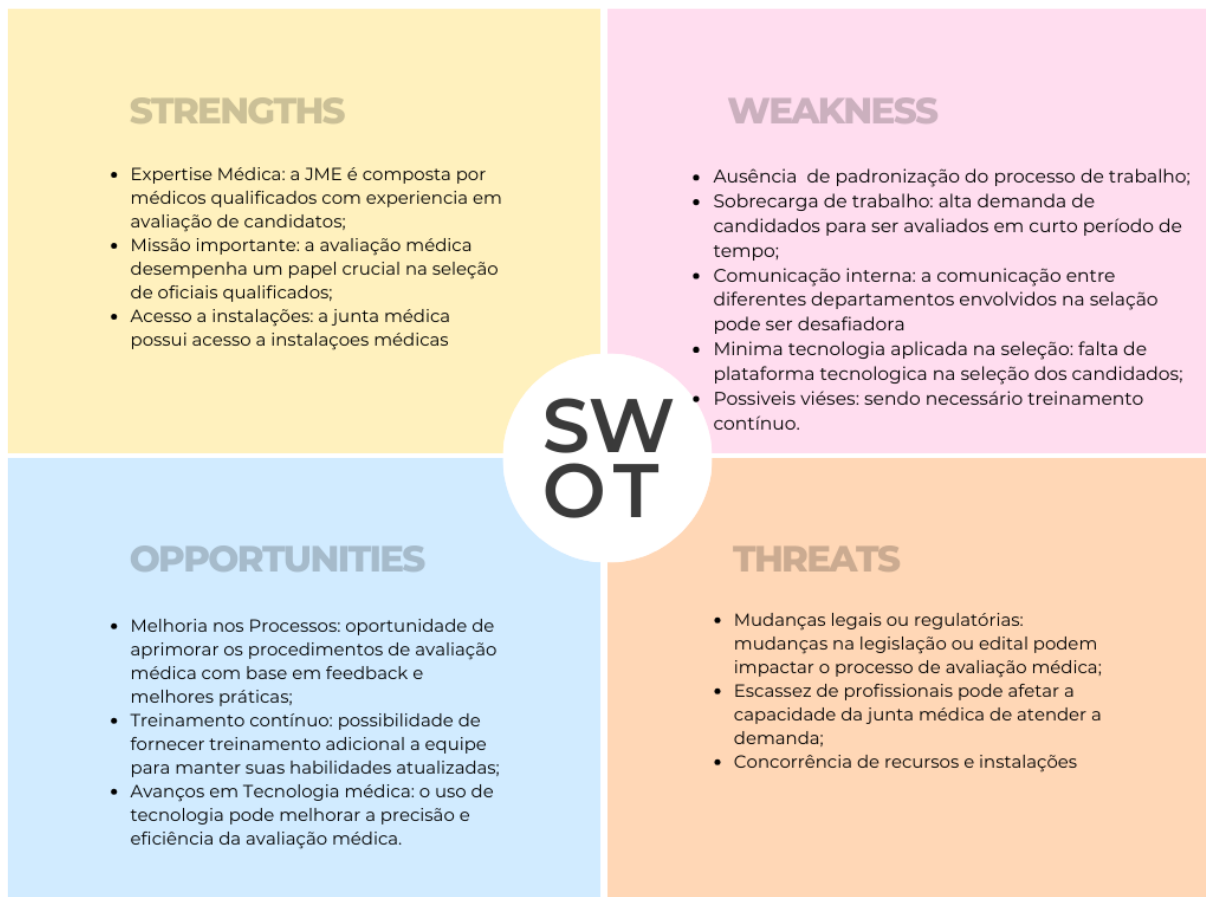 STRENGTHS
• Expertise Médica: a JME é composta por
médicos qualificados com experiencia em
avaliação de candidatos;
• Missão importante: a avaliação médica
desempenha um papel crucial na seleção
de oficiais qualificados;
• Acesso a instalações: a junta médica
possui acesso a instalaçoes médicas
WEAKNESS
• Ausência de padronização do processo de trabalho;
• Sobrecarga de trabalho: alta demanda de
candidados para ser avaliados em curto período de
tempo;
• Comunicação interna: a comunicação entre
diferentes departamentos envolvidos na selação
pode ser desafiadora
• Minima tecnologia aplicada na seleção: falta de
plataforma tecnologica na seleção dos candidados;
• Possiveis viéses: sendo necessário treinamento
contínuo.
SW
OT
OPPORTUNITIES
• Melhoria nos Processos: oportunidade de
aprimorar os procedimentos de avaliação
médica com base em feedback e
melhores práticas;
• Treinamento contínuo: possibilidade de
fornecer treinamento adicional a equipe
para manter suas habilidades atualizadas;
• Avanços em Tecnologia médica: o uso de
tecnologia pode melhorar a precisão e
eficiência da avaliação médica.
THREATS
• Mudanças legais ou regulatórias:
mudanças na legislação ou edital podem
impactar o processo de avaliação médica;
• Escassez de profissionais pode afetar a
capacidade da junta médica de atender a
demanda;
• Concorrência de recursos e instalações